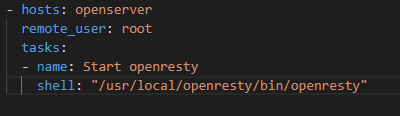 - hosts: openserver
  remote_user: root
  tasks:
  - name: Start openresty
    shell: "/usr/local/openresty/bin/openresty"